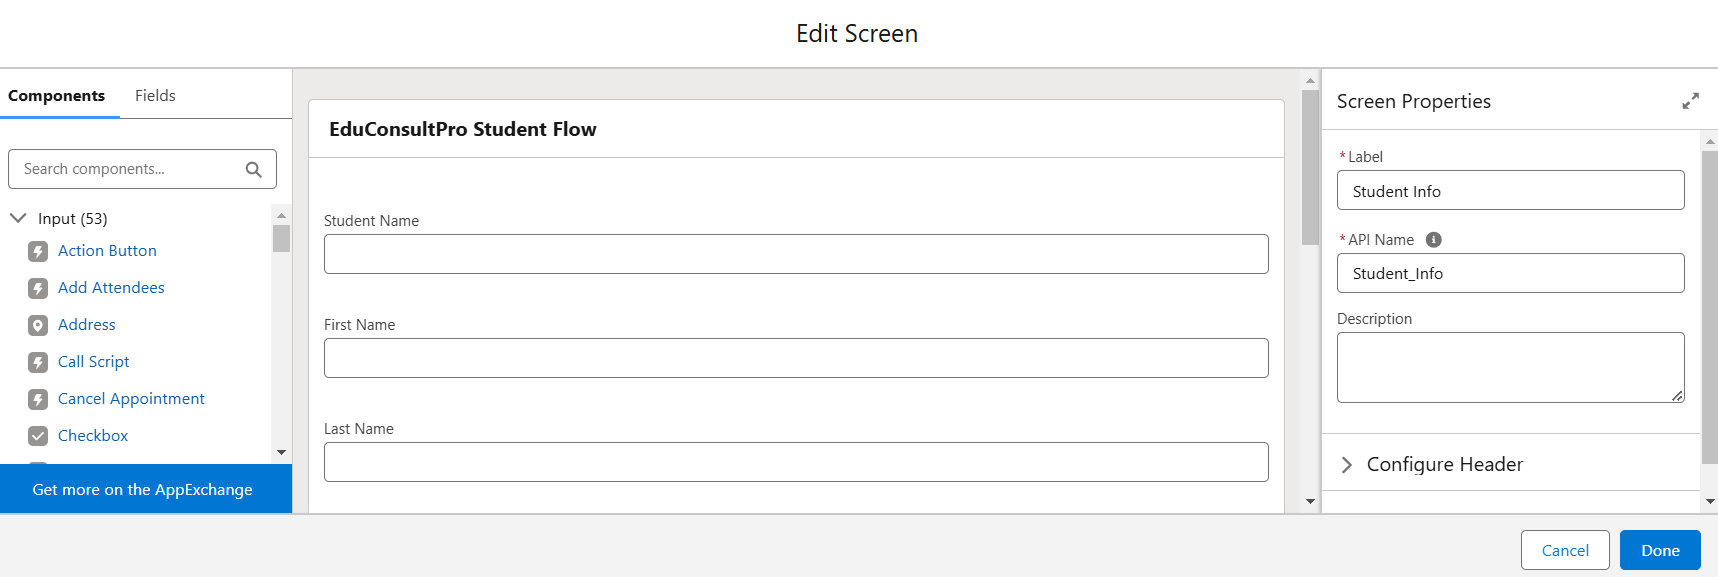 Edit Screen
Components
Fields
Search components...
Input (53)
Action Button
Add Attendees
Address
Call Script
Cancel Appointment
Checkbox
Get more on the AppExchange
EduConsultPro Student Flow
Student Name
First Name
Last Name
Screen Properties
*Label
Student Info
*API Name
Student_Info
Description
Configure Header
Cancel
Done